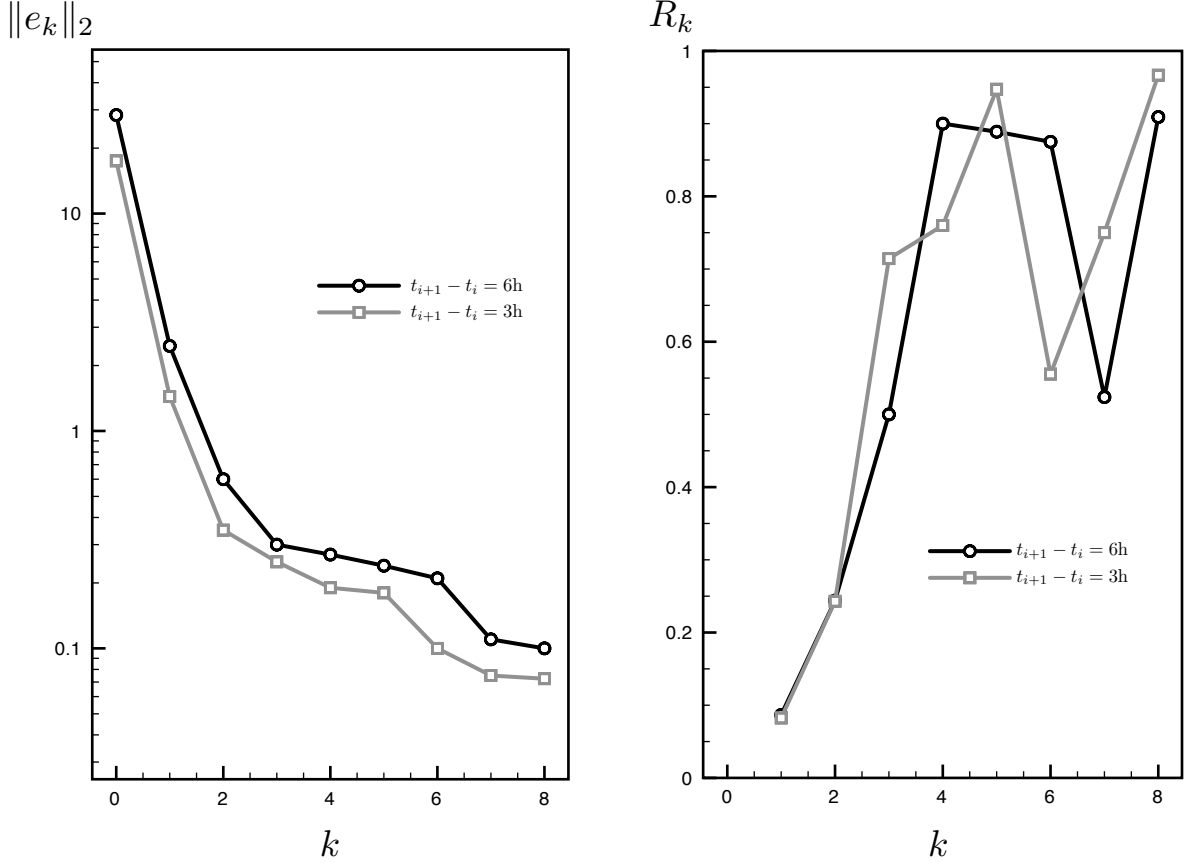 ‖e_k‖_2
10
1
0.1
t_{i+1} − t_i = 6h
t_{i+1} − t_i = 3h
0 2 4 6 8
k
R_k
1
0.8
0.6
0.4
0.2
0
t_{i+1} − t_i = 6h
t_{i+1} − t_i = 3h
0 2 4 6 8
k